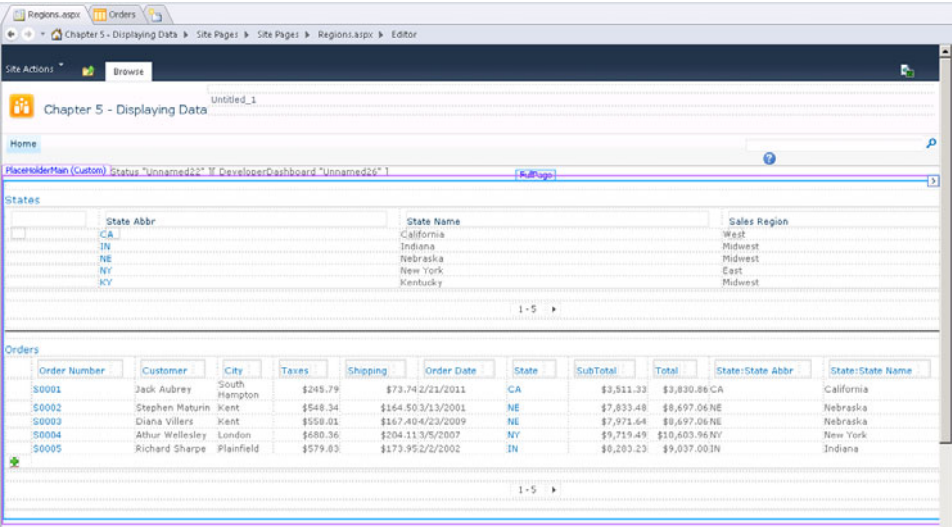 Regions.aspx Orders
Chapter 5 - Displaying Data Site Pages Site Pages Regions.aspx Editor
Site Actions Browse
Untitled_1
Chapter 5 - Displaying Data
Home
PlaceHolderMain (Custom) Status "Unnamed22" ][ DeveloperDashboard "Unnamed26" ]
FullPage
States
State Abbr State Name Sales Region
CA California West
IN Indiana Midwest
NE Nebraska Midwest
NY New York East
KY Kentucky Midwest
1 - 5
Orders
Order Number Customer City Taxes Shipping Order Date State SubTotal Total State:State Abbr State:State Name
S0001 Jack Aubrey South Hampton $245.79 $73.74 2/21/2011 CA $3,511.33 $3,830.86 CA California
S0002 Stephen Maturin Kent $548.34 $164.50 3/13/2001 NE $7,833.48 $8,697.06 NE Nebraska
S0003 Diana Villers Kent $558.01 $167.40 4/23/2009 NE $7,971.64 $8,697.06 NE Nebraska
S0004 Athur Wellesley London $680.36 $204.11 3/5/2007 NY $9,719.49 $10,603.96 NY New York
S0005 Richard Sharpe Plainfield $579.83 $173.95 2/2/2002 IN $8,283.23 $9,037.00 IN Indiana
1 - 5